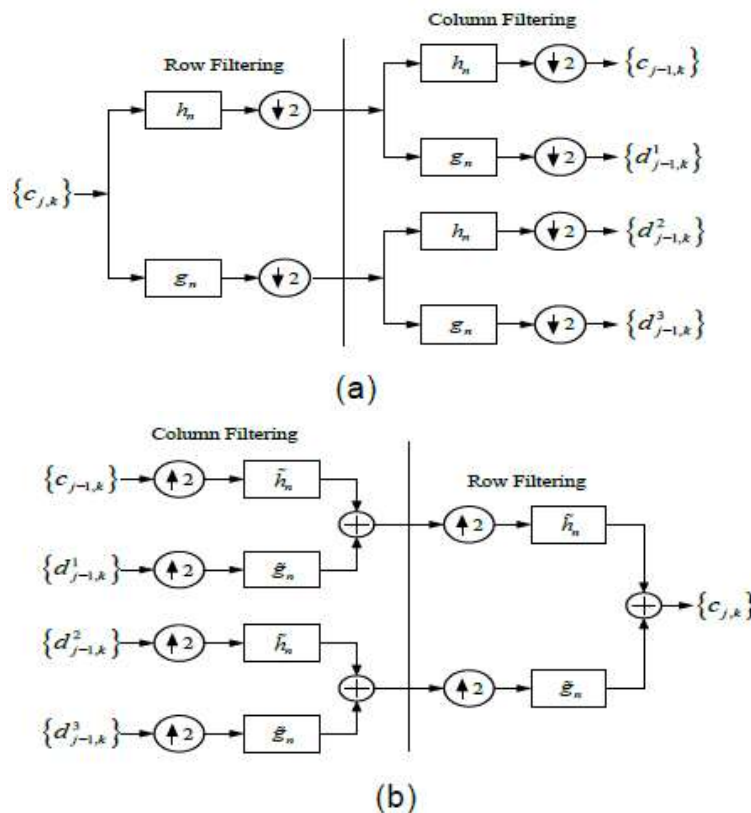 Column Filtering
Row Filtering
h_n ↓2 {c_{j-1,k}}
h_n ↓2
g_n ↓2 {d^1_{j-1,k}}
{c_{j,k}}
h_n ↓2 {d^2_{j-1,k}}
g_n ↓2
g_n ↓2 {d^3_{j-1,k}}
(a)
Column Filtering
{c_{j-1,k}} ↑2 h̃_n
Row Filtering
+ ↑2 h̃_n
{d^1_{j-1,k}} ↑2 g̃_n
+ {c_{j,k}}
{d^2_{j-1,k}} ↑2 h̃_n
+ ↑2 g̃_n
{d^3_{j-1,k}} ↑2 g̃_n
(b)